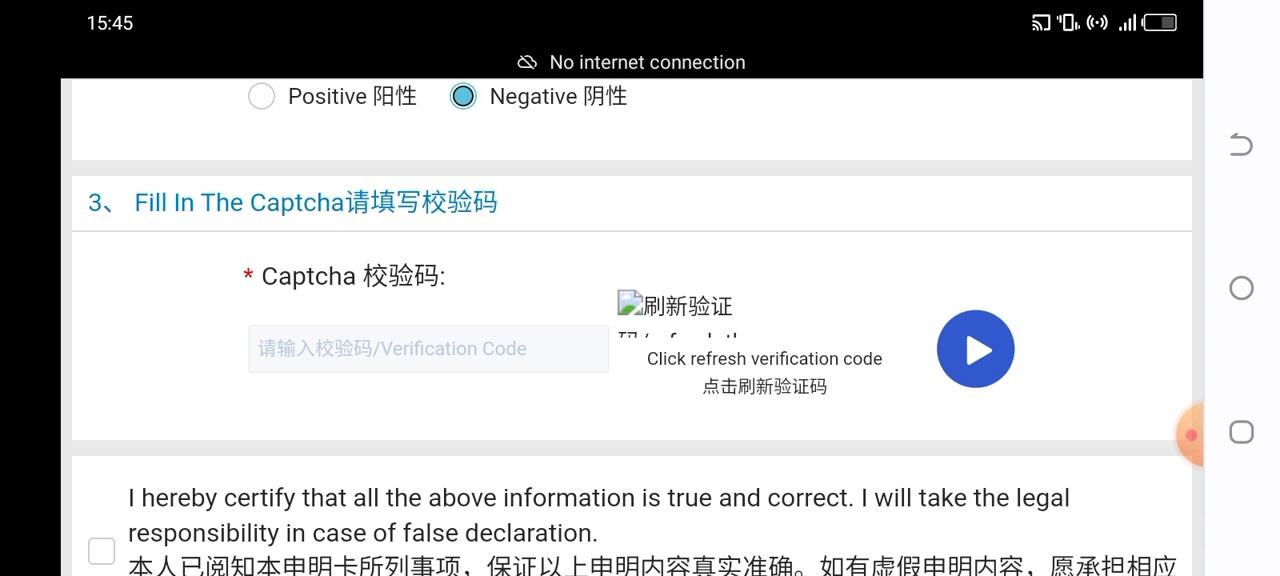 15:45
No internet connection
Positive 阳性 Negative 阴性
3、 Fill In The Captcha请填写校验码
* Captcha 校验码:
刷新验证
请输入校验码/Verification Code
Click refresh verification code
点击刷新验证码
I hereby certify that all the above information is true and correct. I will take the legal
responsibility in case of false declaration.
本人已阅知本申明卡所列事项，保证以上申明内容真实准确。如有虚假申明内容，愿承担相应